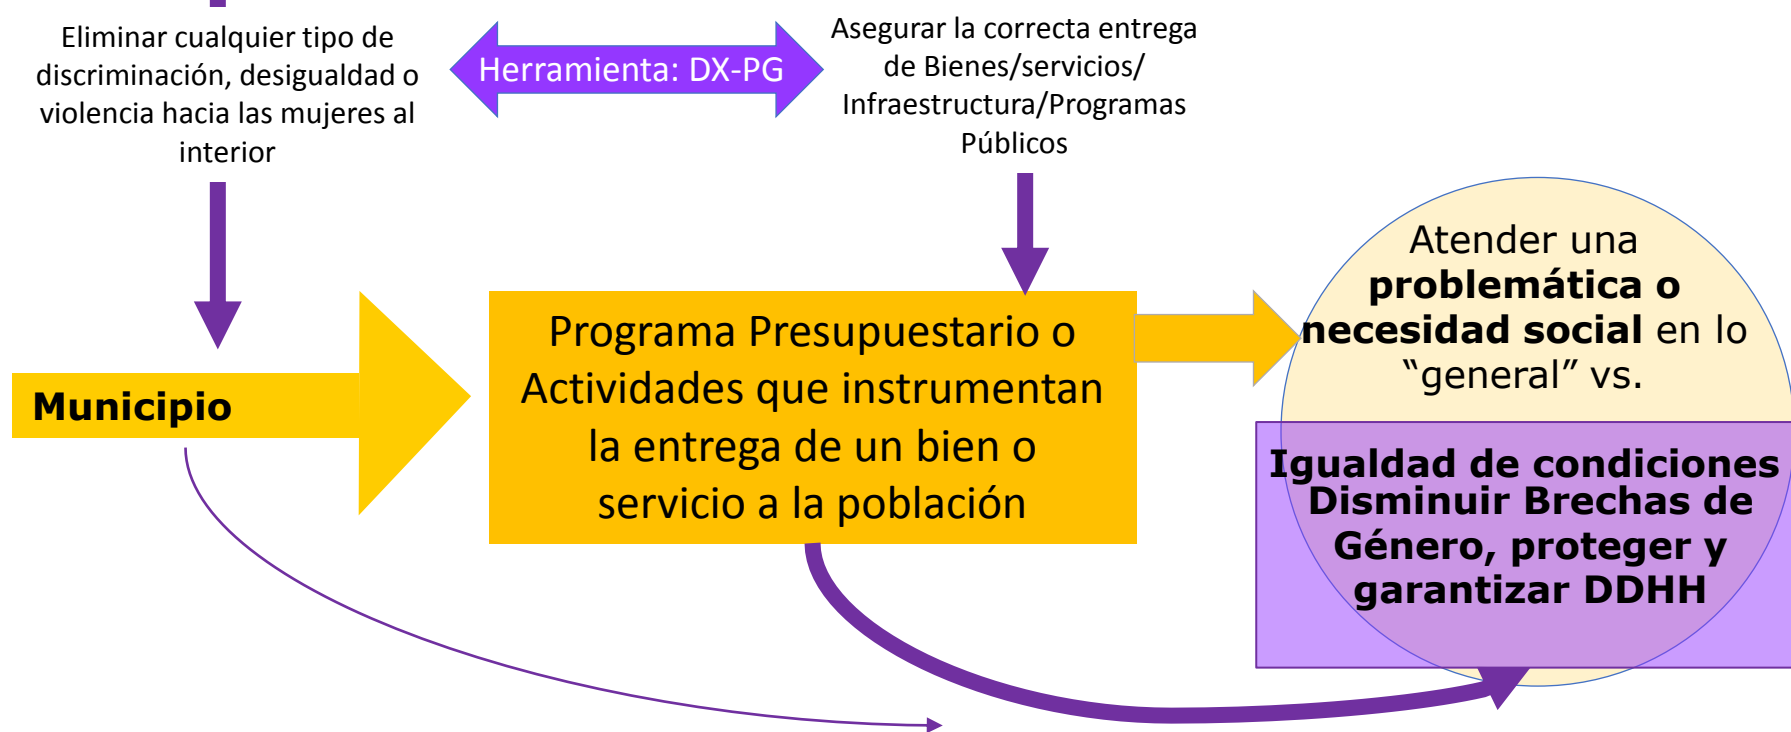 Eliminar cualquier tipo de
discriminación, desigualdad o
violencia hacia las mujeres al
interior
Herramienta: DX-PG
Asegurar la correcta entrega
de Bienes/servicios/
Infraestructura/Programas
Públicos
Municipio
Programa Presupuestario o
Actividades que instrumentan
la entrega de un bien o
servicio a la población
Atender una
problemática o
necesidad social en lo
“general” vs.
Igualdad de condiciones
Disminuir Brechas de
Género, proteger y
garantizar DDHH